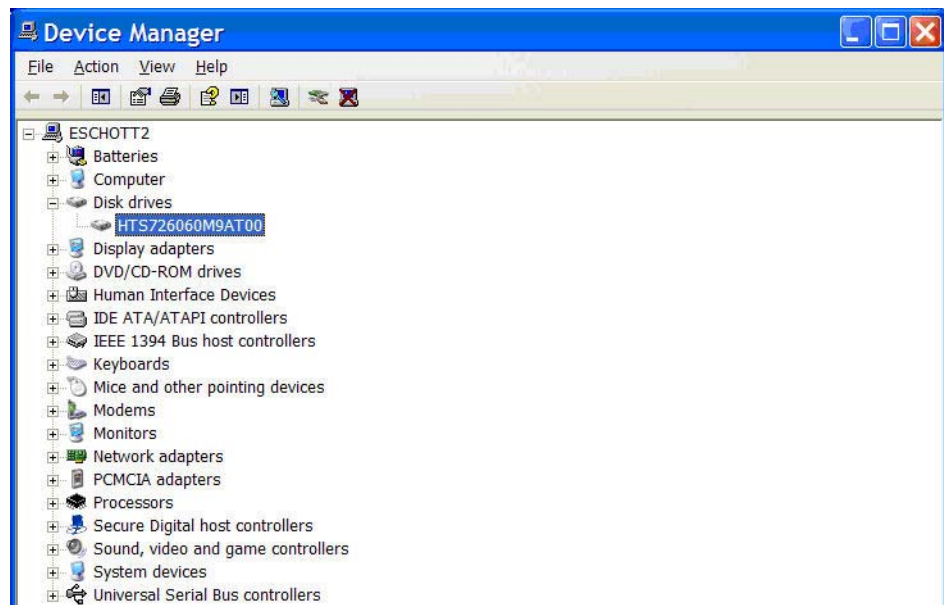 Device Manager
File Action View Help
ESCHOTT2
Batteries
Computer
Disk drives
HTS726060M9AT00
Display adapters
DVD/CD-ROM drives
Human Interface Devices
IDE ATA/ATAPI controllers
IEEE 1394 Bus host controllers
Keyboards
Mice and other pointing devices
Modems
Monitors
Network adapters
PCMCIA adapters
Processors
Secure Digital host controllers
Sound, video and game controllers
System devices
Universal Serial Bus controllers